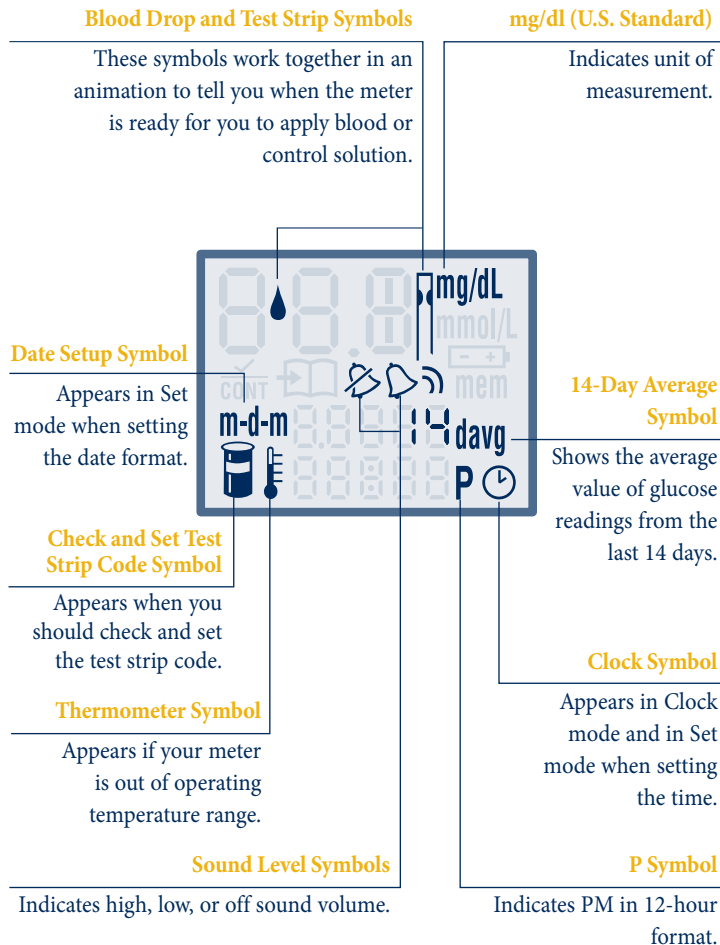 Blood Drop and Test Strip Symbols
These symbols work together in an
animation to tell you when the meter
is ready for you to apply blood or
control solution.
mg/dl (U.S. Standard)
Indicates unit of
measurement.
88.8
mg/dL
mmol/L
CONT
mem
m-d-m
14 davg
P
Date Setup Symbol
Appears in Set
mode when setting
the date format.
14-Day Average
Symbol
Shows the average
value of glucose
readings from the
last 14 days.
Check and Set Test
Strip Code Symbol
Appears when you
should check and set
the test strip code.
Clock Symbol
Appears in Clock
mode and in Set
mode when setting
the time.
Thermometer Symbol
Appears if your meter
is out of operating
temperature range.
Sound Level Symbols
Indicates high, low, or off sound volume.
P Symbol
Indicates PM in 12-hour
format.